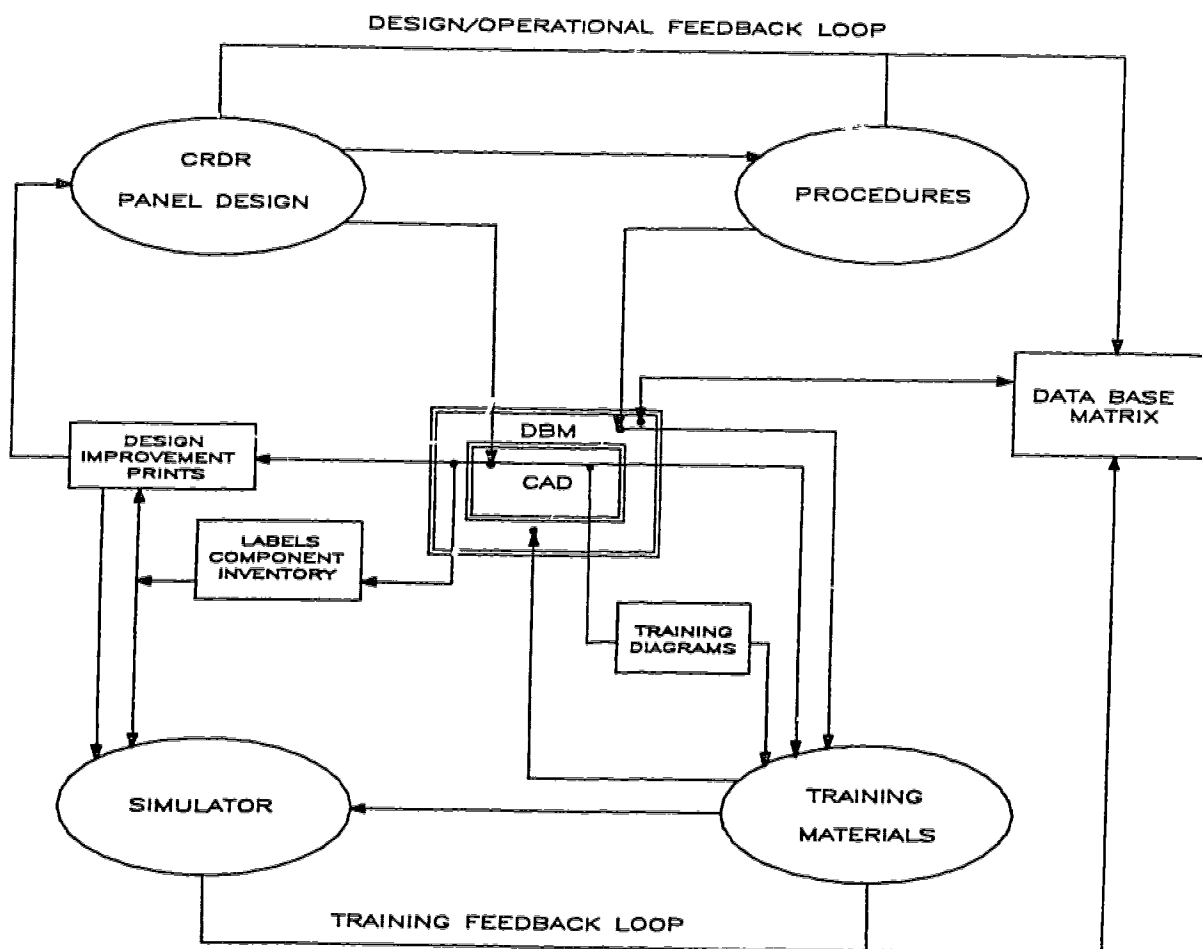 DESIGN/OPERATIONAL FEEDBACK LOOP
CRDR
PANEL DESIGN
PROCEDURES
DATA BASE
MATRIX
DBM
CAD
DESIGN
IMPROVEMENT
PRINTS
LABELS
COMPONENT
INVENTORY
TRAINING
DIAGRAMS
SIMULATOR
TRAINING
MATERIALS
TRAINING FEEDBACK LOOP